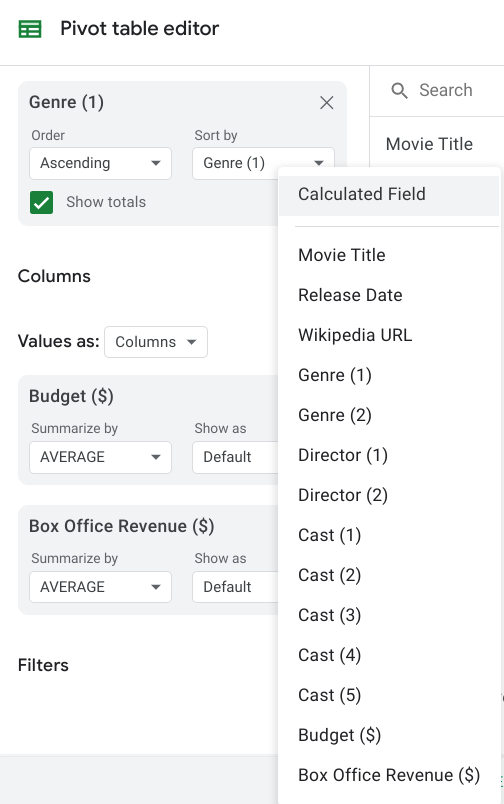 Pivot table editor
Genre (1)
Search
Order
Sort by
Movie Title
Ascending
Genre (1)
Show totals
Calculated Field
Columns
Movie Title
Release Date
Values as:
Columns
Wikipedia URL
Genre (1)
Budget ($)
Genre (2)
Summarize by
Show as
AVERAGE
Default
Director (1)
Director (2)
Box Office Revenue ($)
Cast (1)
Summarize by
Show as
AVERAGE
Default
Cast (2)
Cast (3)
Filters
Cast (4)
Cast (5)
Budget ($)
Box Office Revenue ($)